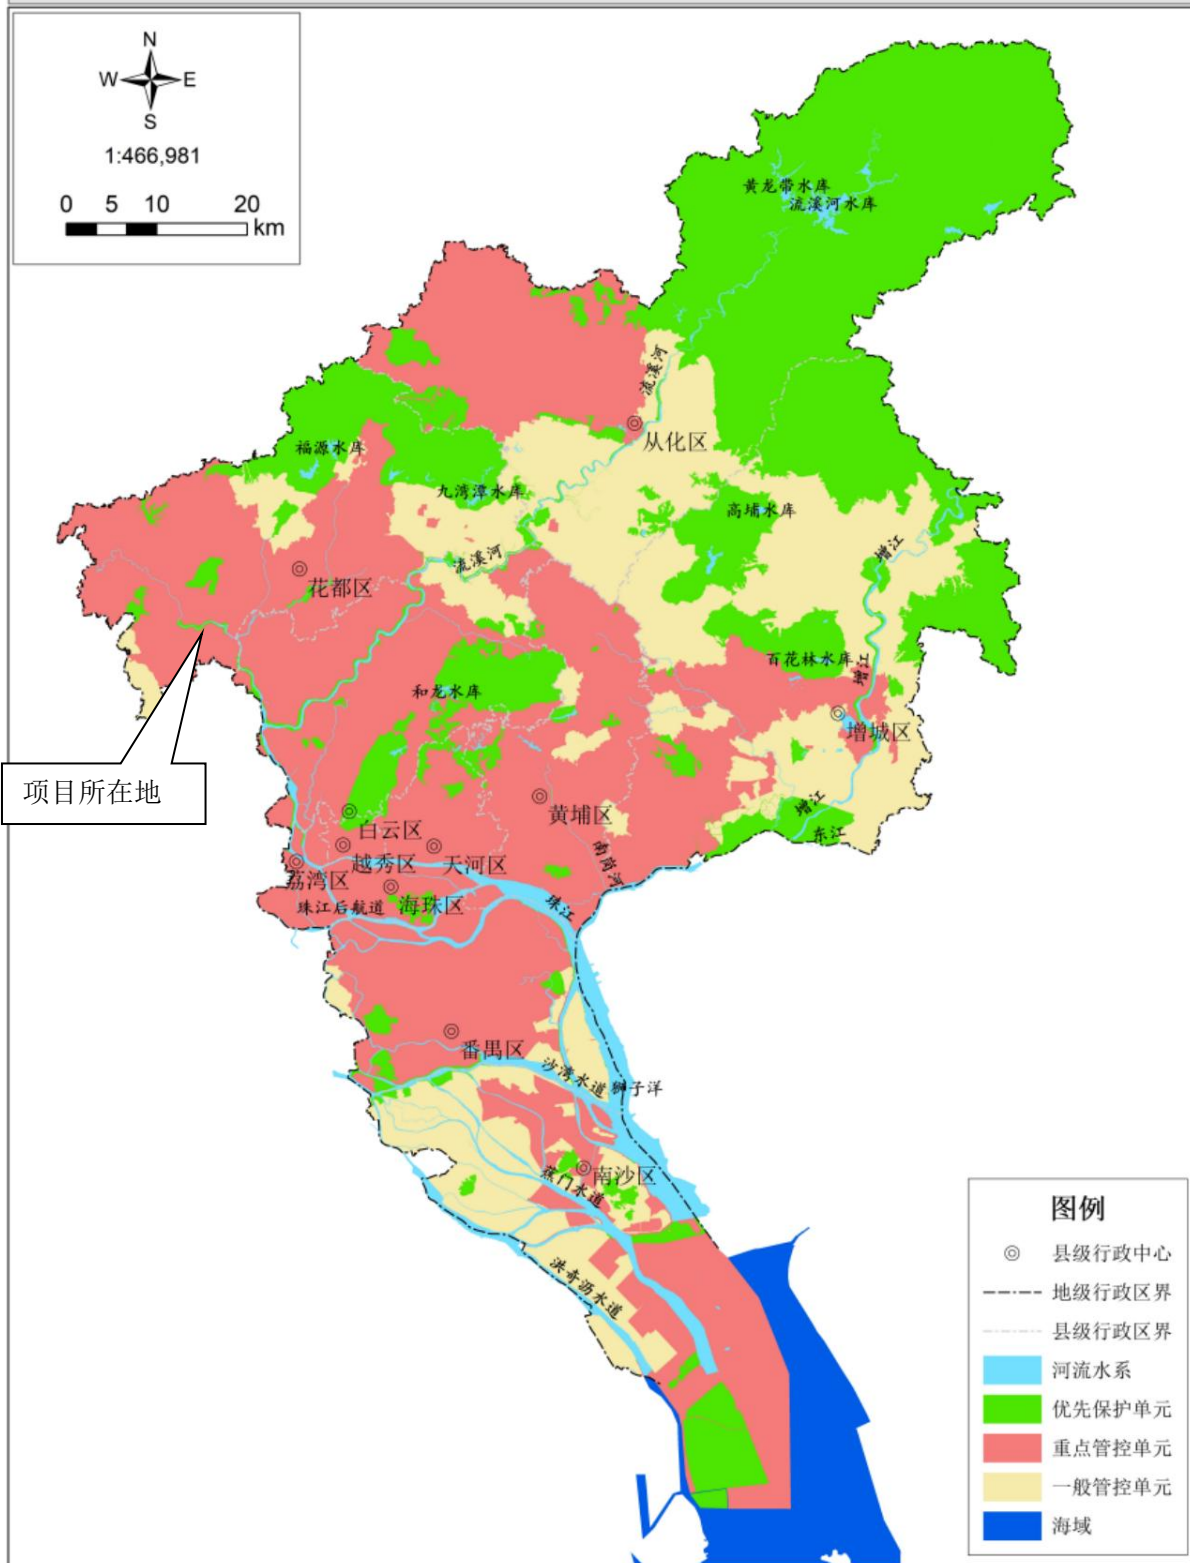 N
W E
S
1:466,981
0 5 10 20
km
黄龙带水库
流溪河水库
流溪河
从化区
福源水库
九湾潭水库
高埔水库
增江
流溪河
花都区
百花林水库
增江
和龙水库
增城区
项目所在地
增江
黄埔区
东江
白云区
越秀区
天河区
南岗河
荔湾区
海珠区
珠江后航道
珠江
番禺区
沙湾水道
狮子洋
南沙区
蕉门水道
洪奇沥水道
图例
县级行政中心
地级行政区界
县级行政区界
河流水系
优先保护单元
重点管控单元
一般管控单元
海域